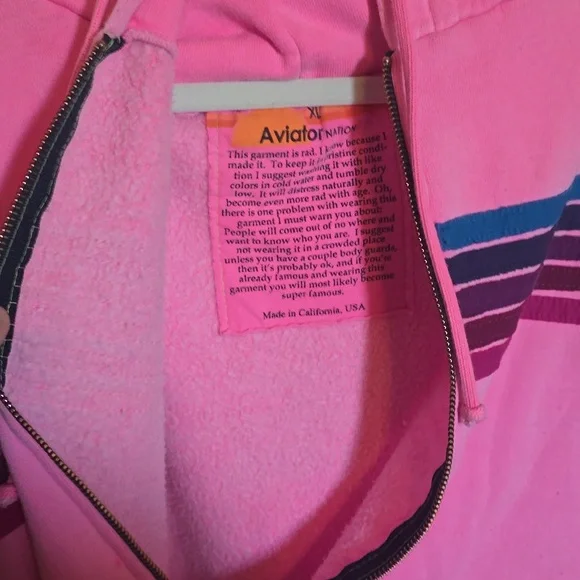 XL
Aviator NATION
This garment is rad. I know because I
made it. To keep it in pristine condi-
tion I suggest washing it with like
colors in cold water and tumble dry
low. It will distress naturally and
become even more rad with age. Oh,
there is one problem with wearing this
garment I must warn you about:
People will come out of no where and
want to know who you are. I suggest
not wearing it in a crowded place
unless you have a couple body guards,
then it's probably ok, and if you're
already famous and wearing this
garment you will most likely become
super famous.
Made in California, USA